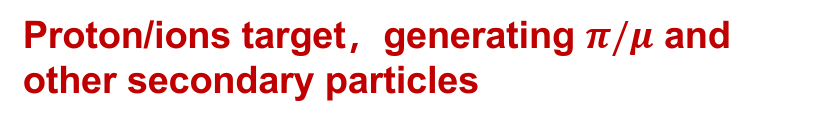 Proton/ions target，generating π/μ and
other secondary particles